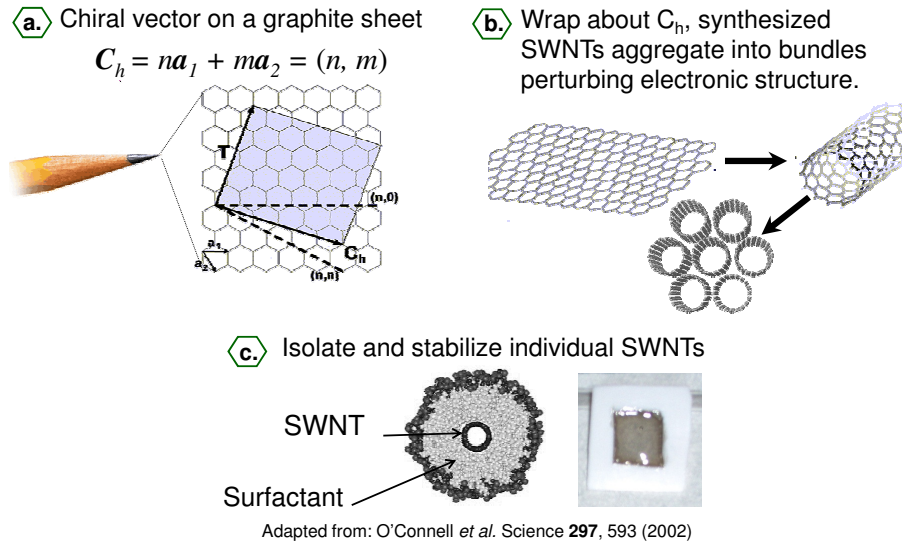 a. Chiral vector on a graphite sheet
C_h = na_1 + ma_2 = (n, m)
T
(n,0)
a_1
a_2
C_h
(n,n)
b. Wrap about C_h, synthesized
SWNTs aggregate into bundles
perturbing electronic structure.
c. Isolate and stabilize individual SWNTs
SWNT
Surfactant
Adapted from: O'Connell et al. Science 297, 593 (2002)